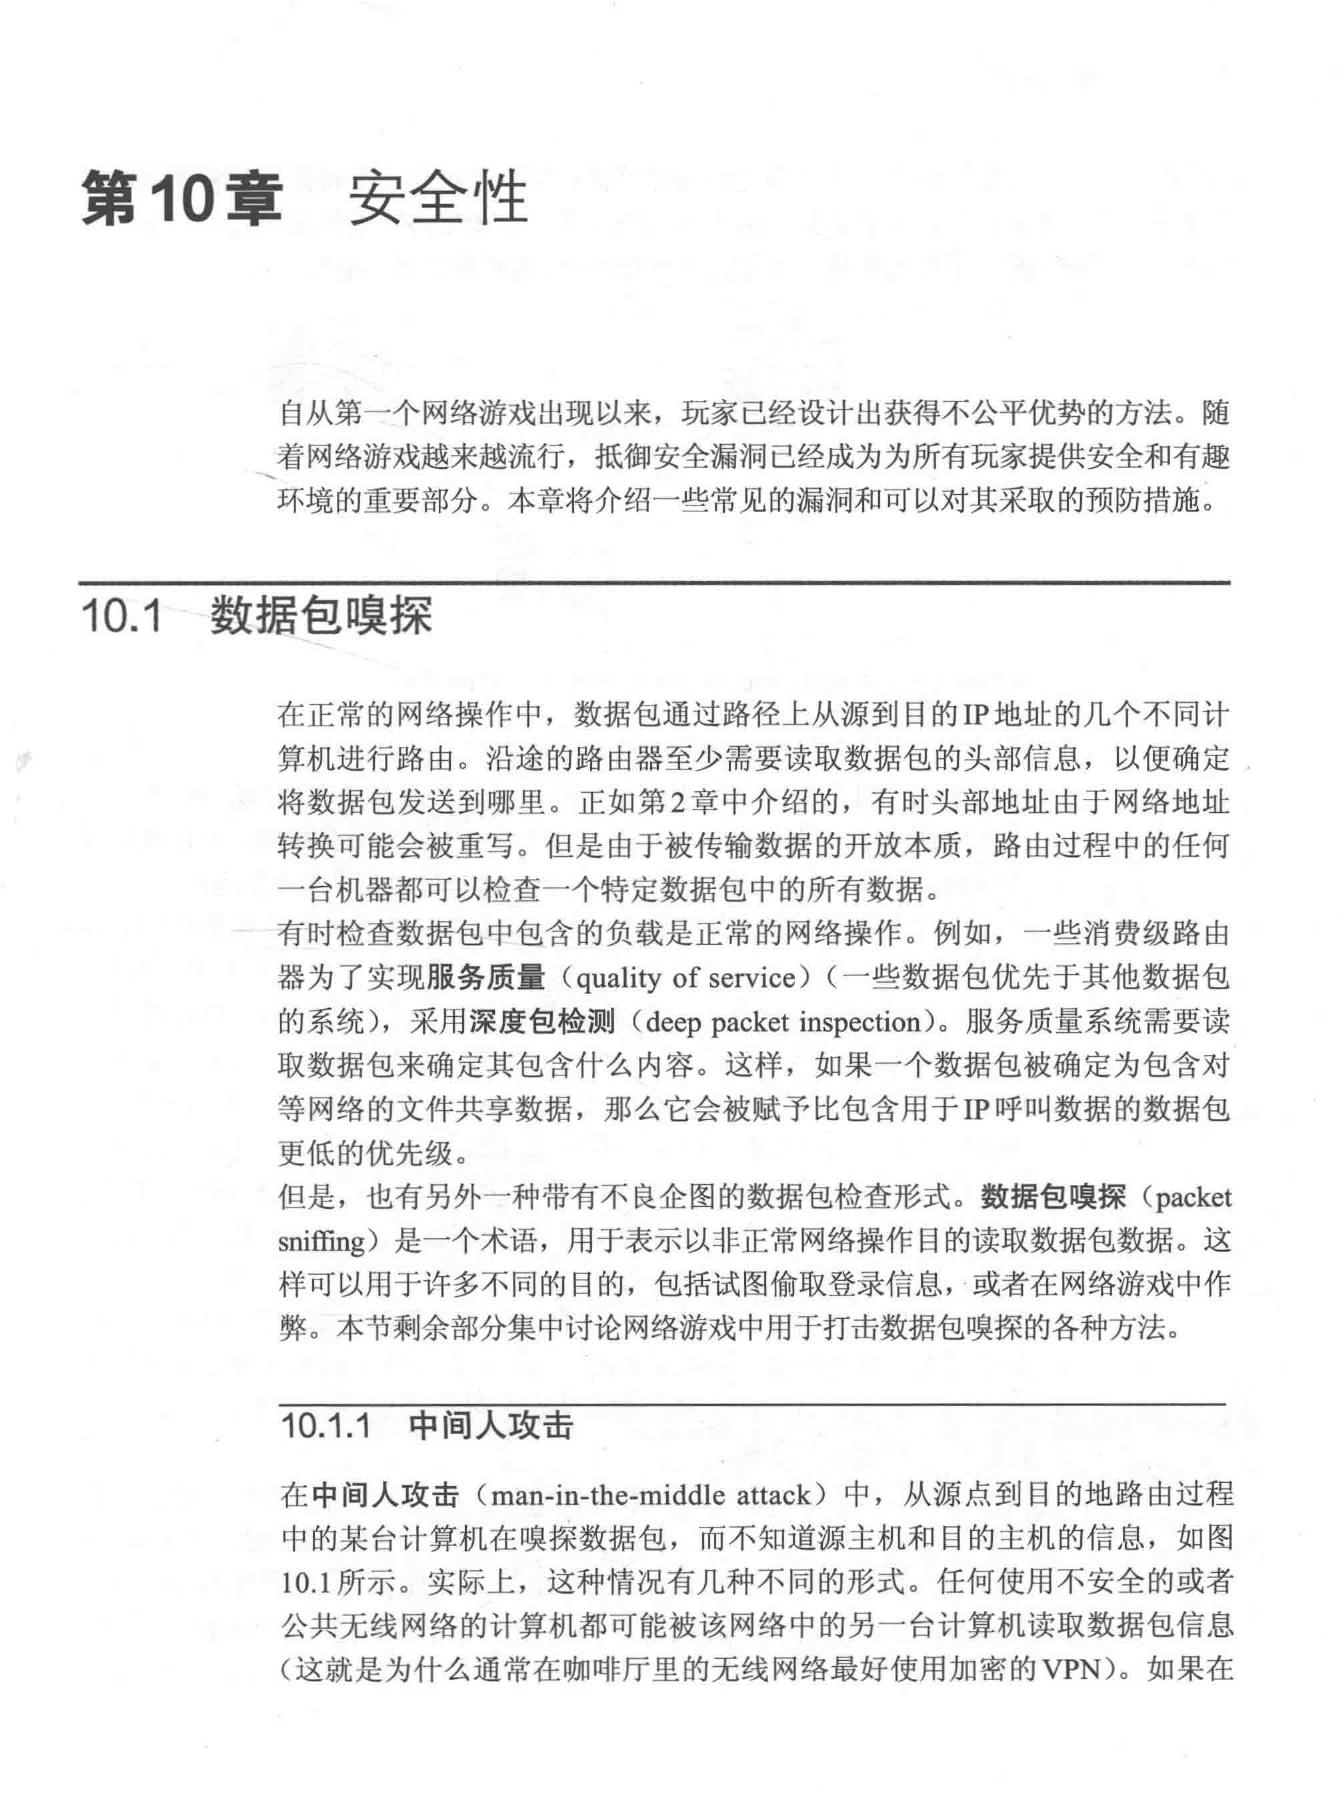 第10章 安全性
自从第一个网络游戏出现以来，玩家已经设计出获得不公平优势的方法。随
着网络游戏越来越流行，抵御安全漏洞已经成为为所有玩家提供安全和有趣
环境的重要部分。本章将介绍一些常见的漏洞和可以对其采取的预防措施。
10.1 数据包嗅探
在正常的网络操作中，数据包通过路径上从源到目的IP地址的几个不同计
算机进行路由。沿途的路由器至少需要读取数据包的头部信息，以便确定
将数据包发送到哪里。正如第2章中介绍的，有时头部地址由于网络地址
转换可能会被重写。但是由于被传输数据的开放本质，路由过程中的任何
一台机器都可以检查一个特定数据包中的所有数据。
有时检查数据包中包含的负载是正常的网络操作。例如，一些消费级路由
器为了实现服务质量（quality of service）（一些数据包优先于其他数据包
的系统），采用深度包检测（deep packet inspection）。服务质量系统需要读
取数据包来确定其包含什么内容。这样，如果一个数据包被确定为包含对
等网络的文件共享数据，那么它会被赋予比包含用于IP呼叫数据的数据包
更低的优先级。
但是，也有另外一种带有不良企图的数据包检查形式。数据包嗅探（packet
sniffing）是一个术语，用于表示以非正常网络操作目的读取数据包数据。这
样可以用于许多不同的目的，包括试图偷取登录信息，或者在网络游戏中作
弊。本节剩余部分集中讨论网络游戏中用于打击数据包嗅探的各种方法。
10.1.1 中间人攻击
在中间人攻击（man-in-the-middle attack）中，从源点到目的地路由过程
中的某台计算机在嗅探数据包，而不知道源主机和目的主机的信息，如图
10.1所示。实际上，这种情况有几种不同的形式。任何使用不安全的或者
公共无线网络的计算机都可能被该网络中的另一台计算机读取数据包信息
（这就是为什么通常在咖啡厅里的无线网络最好使用加密的VPN）。如果在